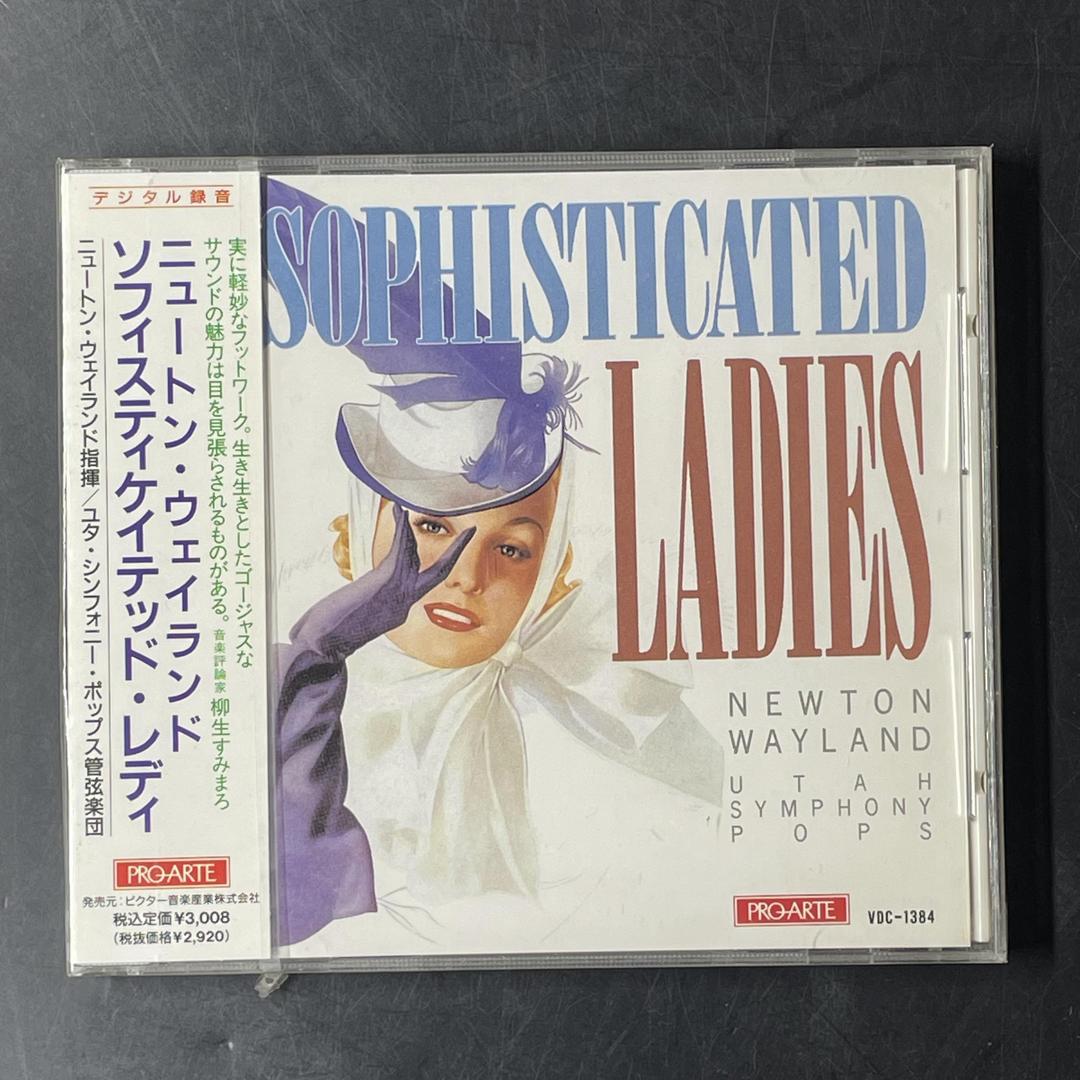 デジタル録音
実に軽妙なフットワーク。生き生きとしたゴージャスな
サウンドの魅力は目を見張らされるものがある。音楽評論家 柳生すみまろ
ニュートン・ウェイランド
ソフィスティケイテッド・レディ
ニュートン・ウェイランド指揮/ユタ・シンフォニー・ポップス管弦楽団
PRO-ARTE
発売元:ビクター音楽産業株式会社
税込定価¥3,008
(税抜価格¥2,920)
SOPHISTICATED
LADIES
NEWTON
WAYLAND
UTAH
SYMPHONY
POPS
PRO-ARTE
VDC-1384